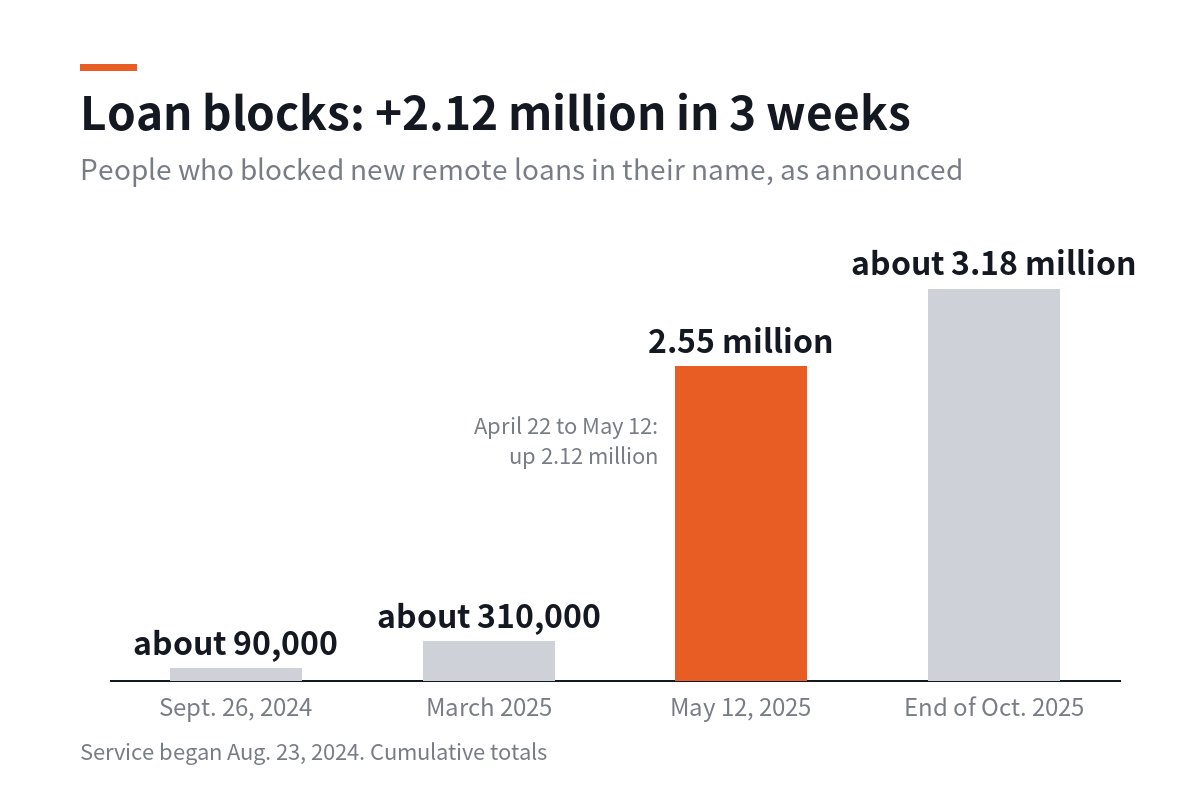 Loan blocks: +2.12 million in 3 weeks
People who blocked new remote loans in their name, as announced
about 3.18 million
2.55 million
April 22 to May 12:
up 2.12 million
about 310,000
about 90,000
Sept. 26, 2024
March 2025
May 12, 2025
End of Oct. 2025
Service began Aug. 23, 2024. Cumulative totals